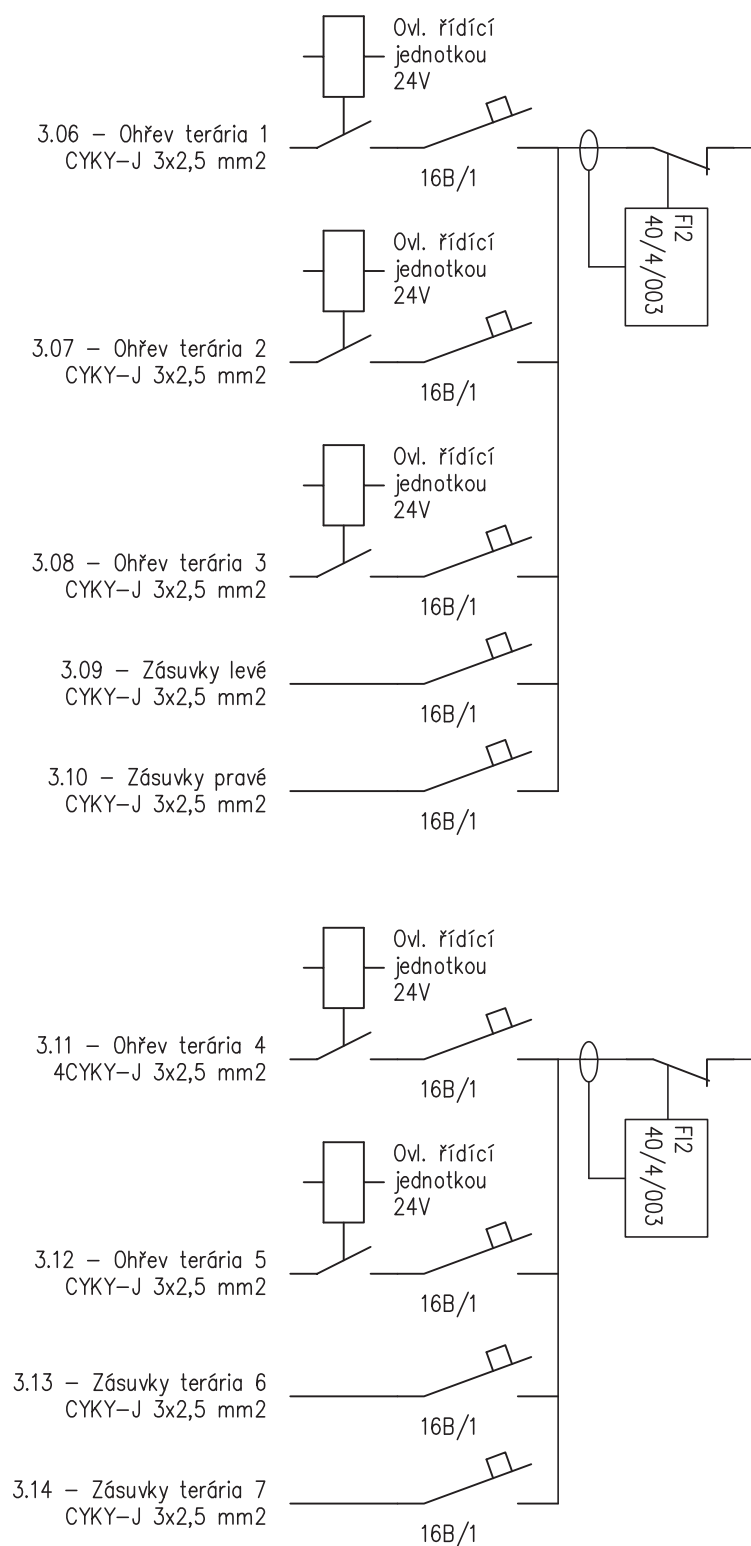 Ovl. řídící
jednotkou
24V
3.06 – Ohřev terária 1
CYKY–J 3x2,5 mm2
16B/1
FI2
40/4/003
Ovl. řídící
jednotkou
24V
3.07 – Ohřev terária 2
CYKY–J 3x2,5 mm2
16B/1
Ovl. řídící
jednotkou
24V
3.08 – Ohřev terária 3
CYKY–J 3x2,5 mm2
16B/1
3.09 – Zásuvky levé
CYKY–J 3x2,5 mm2
16B/1
3.10 – Zásuvky pravé
CYKY–J 3x2,5 mm2
16B/1
Ovl. řídící
jednotkou
24V
3.11 – Ohřev terária 4
4CYKY–J 3x2,5 mm2
16B/1
FI2
40/4/003
Ovl. řídící
jednotkou
24V
3.12 – Ohřev terária 5
CYKY–J 3x2,5 mm2
16B/1
3.13 – Zásuvky terária 6
CYKY–J 3x2,5 mm2
16B/1
3.14 – Zásuvky terária 7
CYKY–J 3x2,5 mm2
16B/1